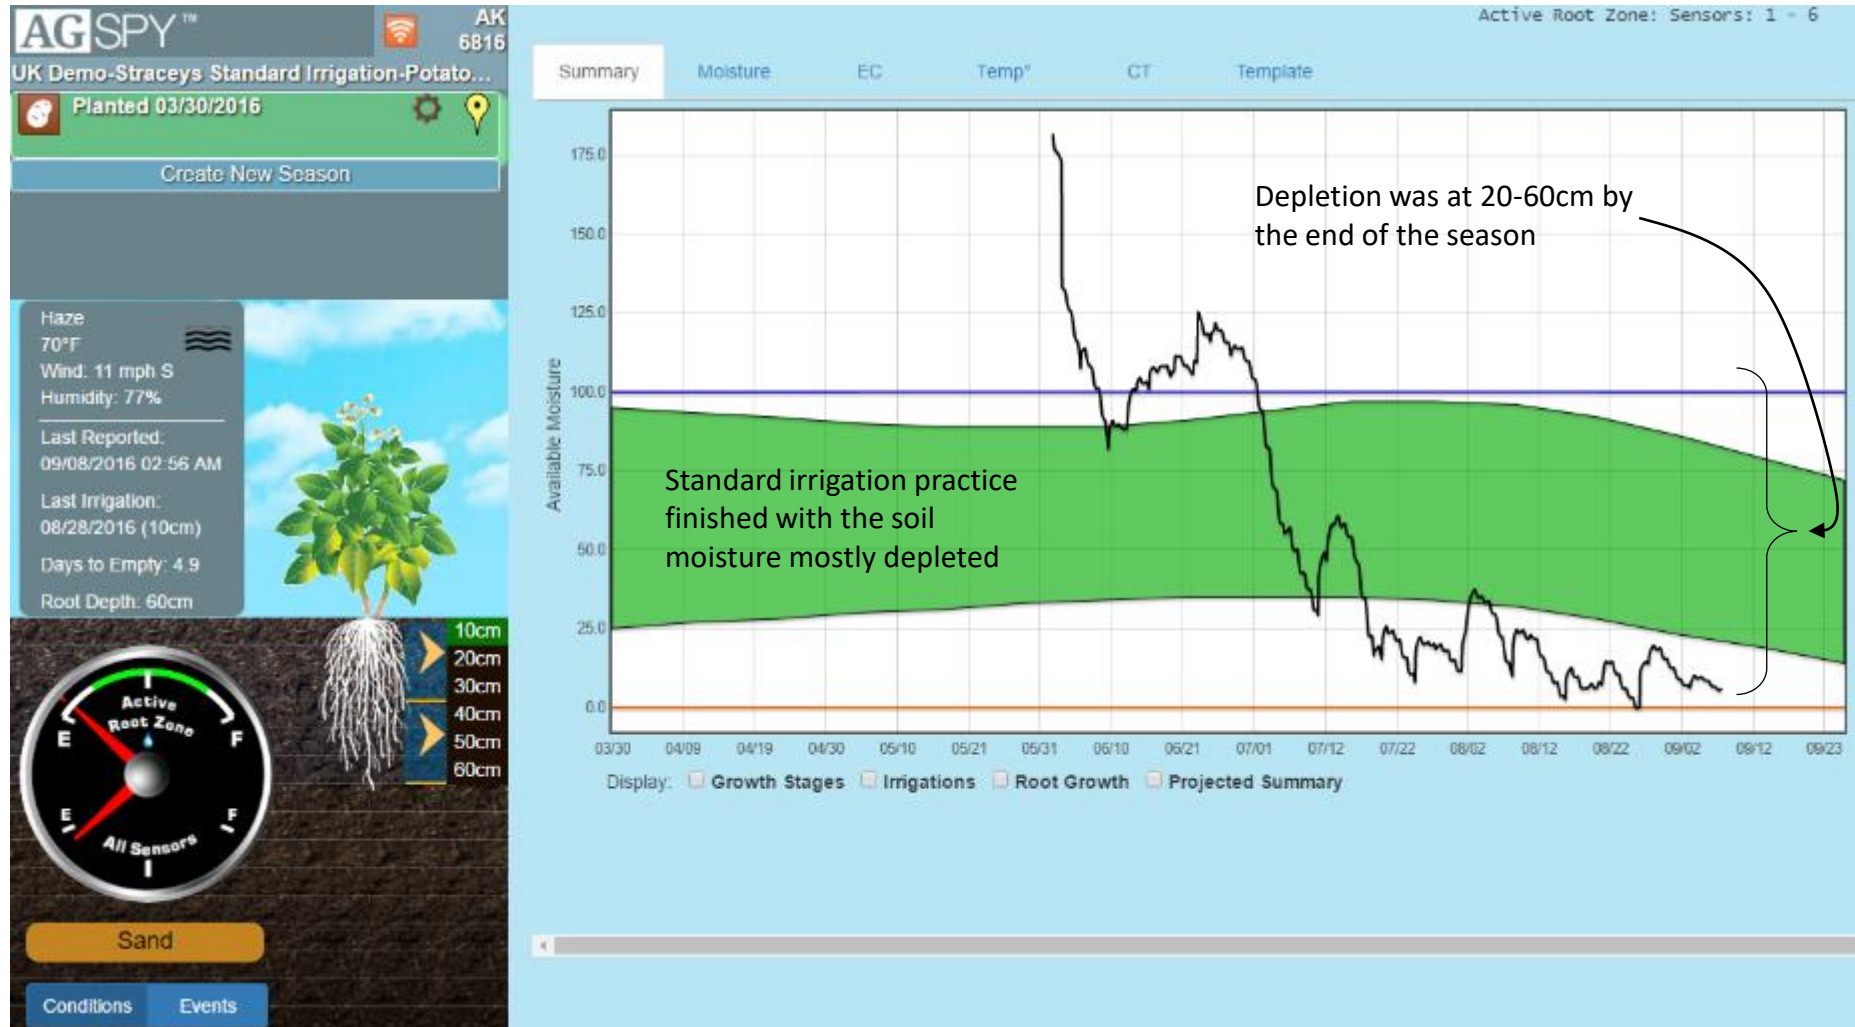 AGSPY™
AK
6816
UK Demo-Straceys Standard Irrigation-Potato...
Planted 03/30/2016
Create New Season
Haze
70°F
Wind: 11 mph S
Humidity: 77%
Last Reported:
09/08/2016 02:56 AM
Last Irrigation:
08/28/2016 (10cm)
Days to Empty: 4.9
Root Depth: 60cm
10cm
20cm
30cm
40cm
50cm
60cm
Active
Root Zone
E F
E F
All Sensors
Sand
Conditions Events
Active Root Zone: Sensors: 1 - 6
Summary Moisture EC Temp° CT Template
Available Moisture
175.0
150.0
125.0
100.0
75.0
50.0
25.0
0.0
Depletion was at 20-60cm by
the end of the season
Standard irrigation practice
finished with the soil
moisture mostly depleted
03/30 04/09 04/19 04/30 05/10 05/21 05/31 06/10 06/21 07/01 07/12 07/22 08/02 08/12 08/22 09/02 09/12 09/23
Display: Growth Stages Irrigations Root Growth Projected Summary